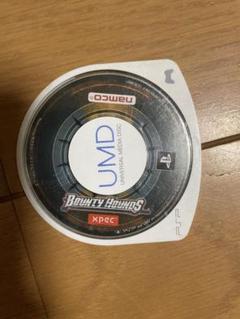 namco
UMD
UNIVERSAL MEDIA DISC
BOUNTY HOUNDS
xpec
PSP